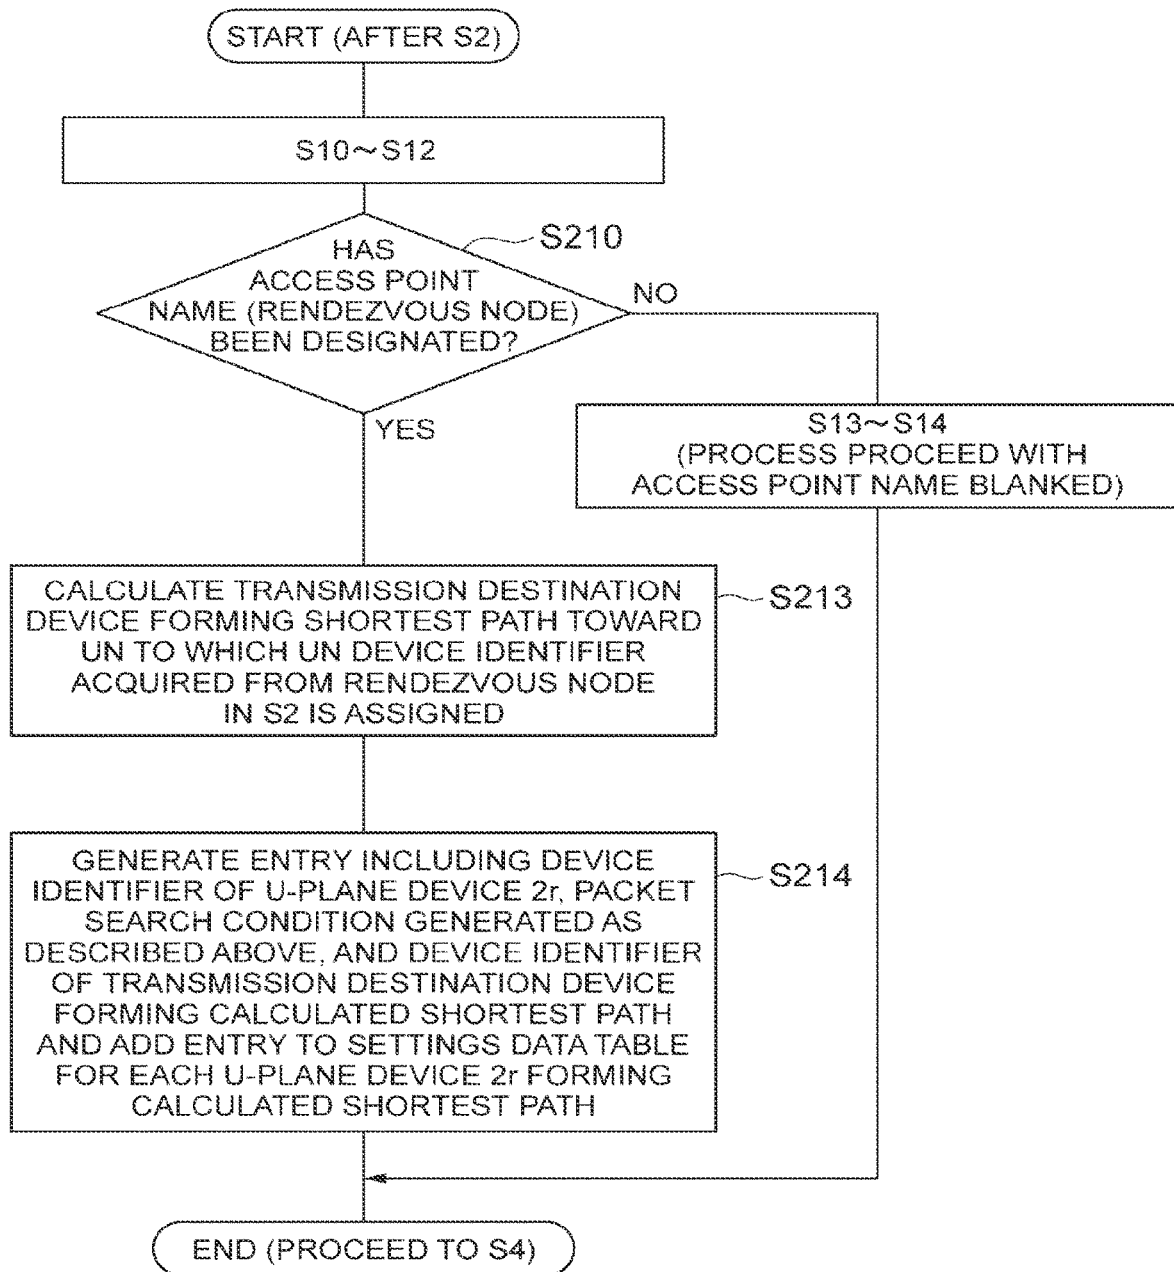 START (AFTER S2)
S10~S12
HAS
ACCESS POINT
NAME (RENDEZVOUS NODE)
BEEN DESIGNATED?
S210
NO
YES
S13~S14
(PROCESS PROCEED WITH
ACCESS POINT NAME BLANKED)
CALCULATE TRANSMISSION DESTINATION
DEVICE FORMING SHORTEST PATH TOWARD
UN TO WHICH UN DEVICE IDENTIFIER
ACQUIRED FROM RENDEZVOUS NODE
IN S2 IS ASSIGNED
S213
GENERATE ENTRY INCLUDING DEVICE
IDENTIFIER OF U-PLANE DEVICE 2r, PACKET
SEARCH CONDITION GENERATED AS
DESCRIBED ABOVE, AND DEVICE IDENTIFIER
OF TRANSMISSION DESTINATION DEVICE
FORMING CALCULATED SHORTEST PATH
AND ADD ENTRY TO SETTINGS DATA TABLE
FOR EACH U-PLANE DEVICE 2r FORMING
CALCULATED SHORTEST PATH
S214
END (PROCEED TO S4)